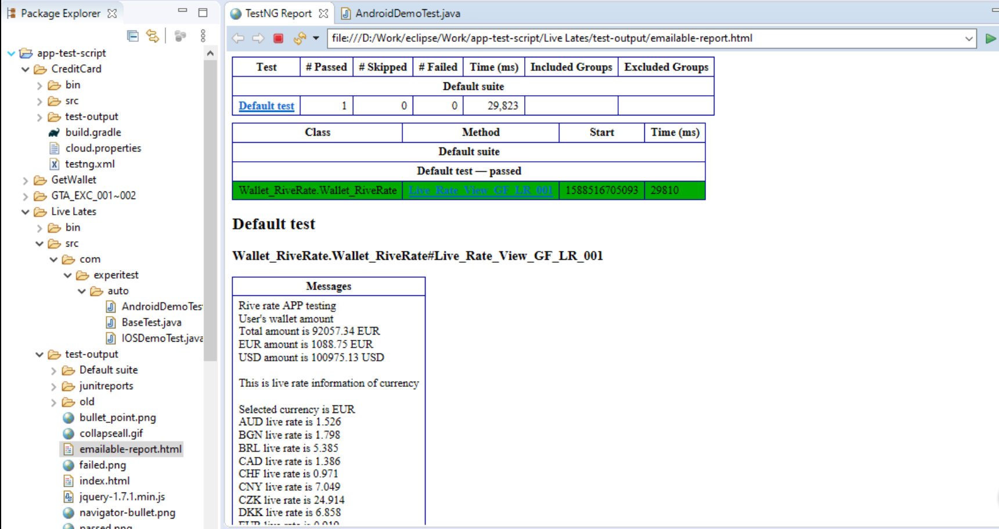 Package Explorer
app-test-script
CreditCard
bin
src
test-output
build.gradle
cloud.properties
testng.xml
GetWallet
GTA_EXC_001~002
Live Lates
bin
src
com
experitest
auto
AndroidDemoTes
BaseTest.java
IOSDemoTest.java
test-output
Default suite
junitreports
old
bullet_point.png
collapseall.gif
emailable-report.html
failed.png
index.html
jquery-1.7.1.min.js
navigator-bullet.png
passed.png
TestNG Report AndroidDemoTest.java
file:///D:/Work/eclipse/Work/app-test-script/Live Lates/test-output/emailable-report.html
Test # Passed # Skipped # Failed Time (ms) Included Groups Excluded Groups
Default suite
Default test 1 0 0 29,823
Class Method Start Time (ms)
Default suite
Default test — passed
Wallet_RiveRate.Wallet_RiveRate Live_Rate_View_GF_LR_001 1588516705093 29810
Default test
Wallet_RiveRate.Wallet_RiveRate#Live_Rate_View_GF_LR_001
Messages
Rive rate APP testing
User's wallet amount
Total amount is 92057.34 EUR
EUR amount is 1088.75 EUR
USD amount is 100975.13 USD
This is live rate information of currency
Selected currency is EUR
AUD live rate is 1.526
BGN live rate is 1.798
BRL live rate is 5.385
CAD live rate is 1.386
CHF live rate is 0.971
CNY live rate is 7.049
CZK live rate is 24.914
DKK live rate is 6.858
EUR live rate is 0.919